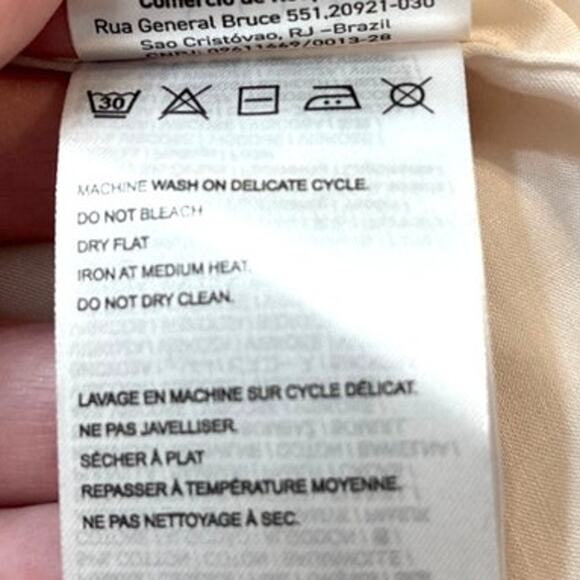 Rua General Bruce 551,20921-030
Sao Cristóvao, RJ –Brazil
30
MACHINE WASH ON DELICATE CYCLE.
DO NOT BLEACH
DRY FLAT
IRON AT MEDIUM HEAT.
DO NOT DRY CLEAN.
LAVAGE EN MACHINE SUR CYCLE DÉLICAT.
NE PAS JAVELLISER.
SÉCHER À PLAT
REPASSER À TEMPÉRATURE MOYENNE.
NE PAS NETTOYAGE À SEC.